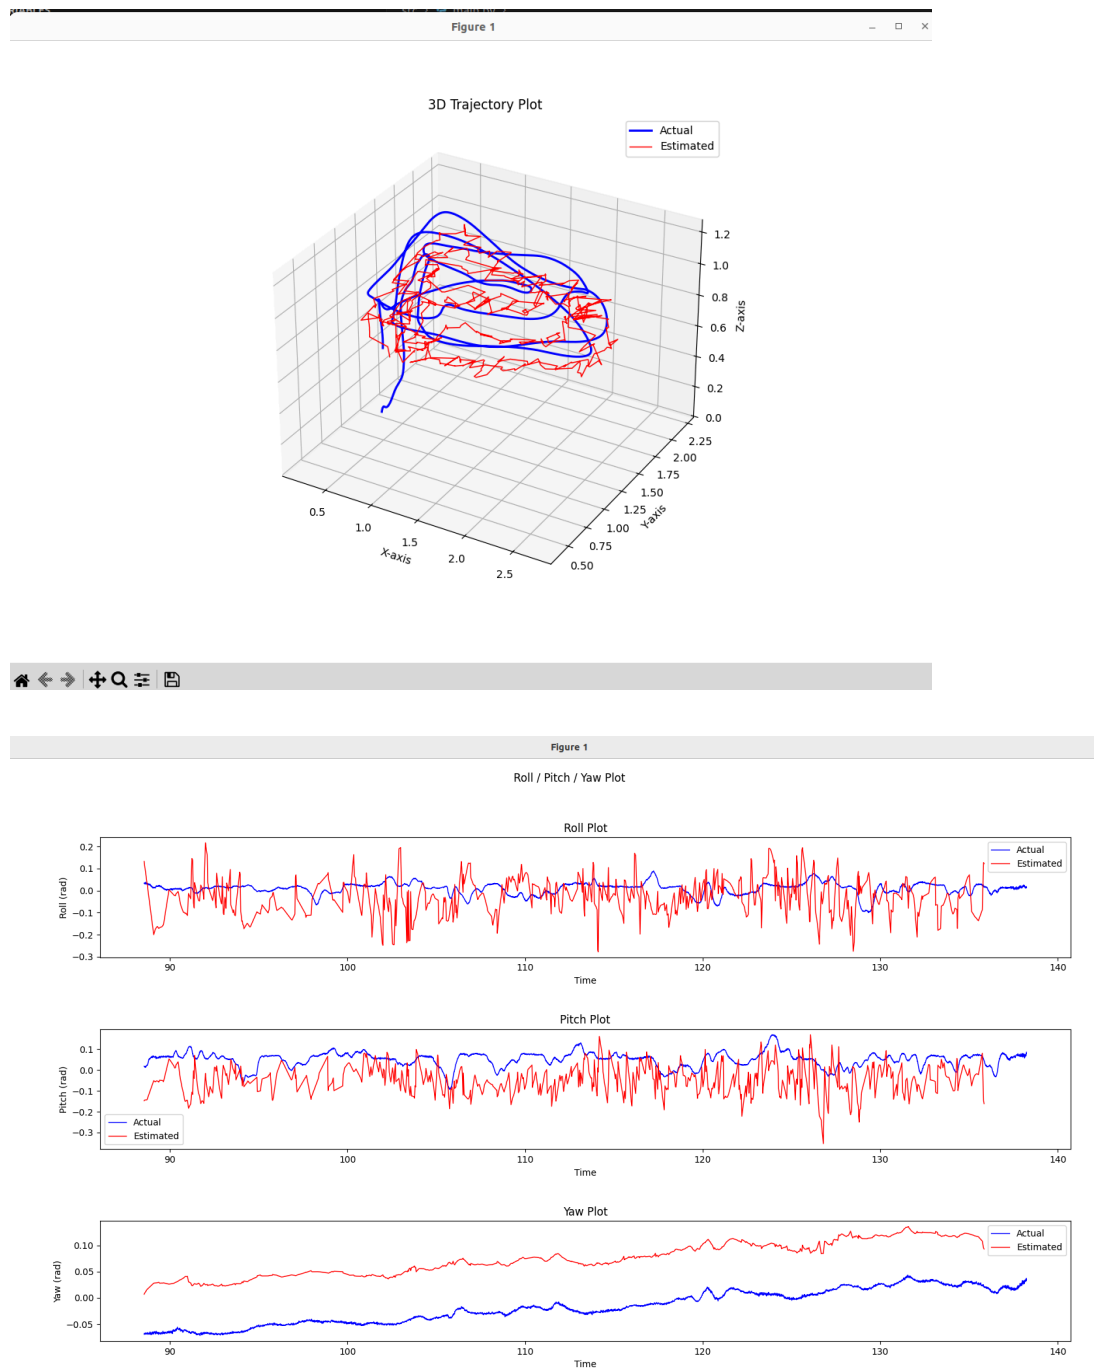 Figure 1
3D Trajectory Plot
Actual
Estimated
1.2
1.0
0.8
0.6
0.4
0.2
0.0
Z-axis
2.25
2.00
1.75
1.50
1.25
1.00
0.75
0.50
Y-axis
0.5
1.0
1.5
2.0
2.5
X-axis
Figure 1
Roll / Pitch / Yaw Plot
Roll Plot
Actual
Estimated
0.2
0.1
0.0
−0.1
−0.2
−0.3
Roll (rad)
90 100 110 120 130 140
Time
Pitch Plot
0.1
0.0
−0.1
−0.2
−0.3
Pitch (rad)
Actual
Estimated
90 100 110 120 130 140
Time
Yaw Plot
Actual
Estimated
0.10
0.05
0.00
−0.05
Yaw (rad)
90 100 110 120 130 140
Time